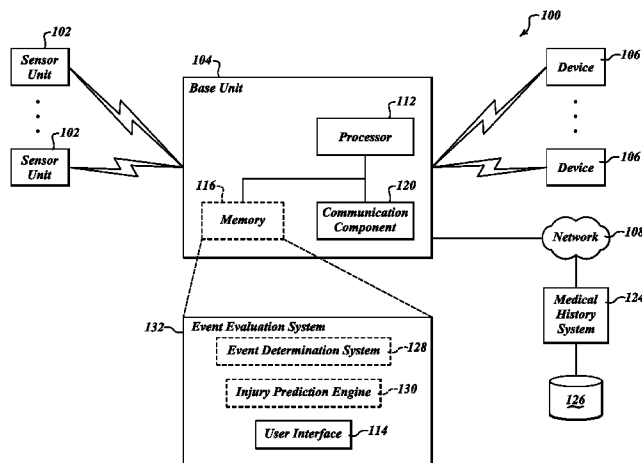 100
102
Sensor
Unit
102
Sensor
Unit
104
Base Unit
112
Processor
116
Memory
120
Communication
Component
106
Device
106
Device
Network
108
Medical
History
System
124
126
132
Event Evaluation System
Event Determination System
128
Injury Prediction Engine
130
User Interface
114